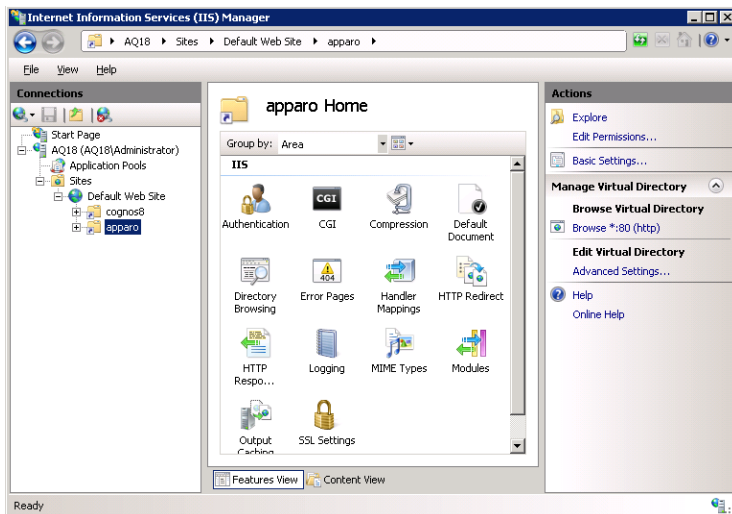 Internet Information Services (IIS) Manager
AQ18 Sites Default Web Site apparo
File View Help
Connections
Start Page
AQ18 (AQ18\Administrator)
Application Pools
Sites
Default Web Site
cognos8
apparo
apparo Home
Group by: Area
IIS
Authentication CGI Compression Default Document
CGI
404
Directory Browsing Error Pages Handler Mappings HTTP Redirect
HTTP Respo... Logging MIME Types Modules
Output Caching SSL Settings
Features View Content View
Actions
Explore
Edit Permissions...
Basic Settings...
Manage Virtual Directory
Browse Virtual Directory
Browse *:80 (http)
Edit Virtual Directory
Advanced Settings...
Help
Online Help
Ready